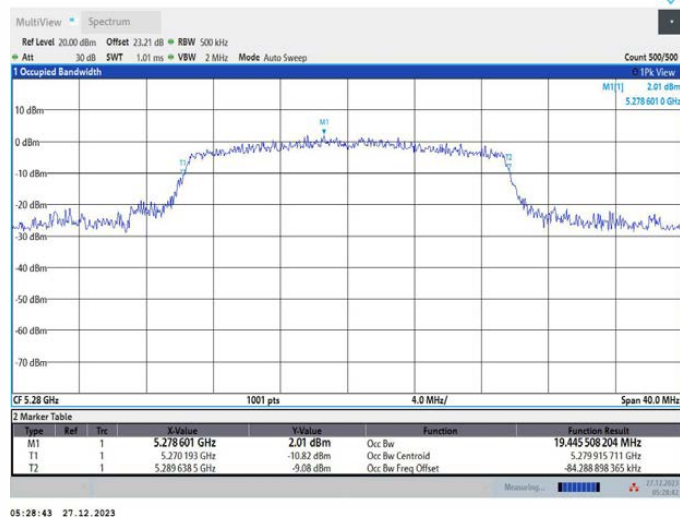 MultiView Spectrum
Ref Level 20.00 dBm Offset 23.21 dB RBW 500 kHz
Att 30 dB SWT 1.01 ms VBW 2 MHz Mode Auto Sweep Count 500/500
1 Occupied Bandwidth 1Pk View
M1[1] 2.01 dBm
5.278 601 0 GHz
10 dBm
M1
0 dBm
T1 T2
-10 dBm
-20 dBm
-30 dBm
-40 dBm
-50 dBm
-60 dBm
-70 dBm
CF 5.28 GHz 1001 pts 4.0 MHz/ Span 40.0 MHz
2 Marker Table
Type Ref Trc X-Value Y-Value Function Function Result
M1 1 5.278 601 GHz 2.01 dBm Occ Bw 19.445 508 204 MHz
T1 1 5.270 193 GHz -10.82 dBm Occ Bw Centroid 5.279 915 711 GHz
T2 1 5.289 638 5 GHz -9.08 dBm Occ Bw Freq Offset -84.288 898 365 kHz
Measuring... 27.12.2023
05:28:42
05:28:43 27.12.2023